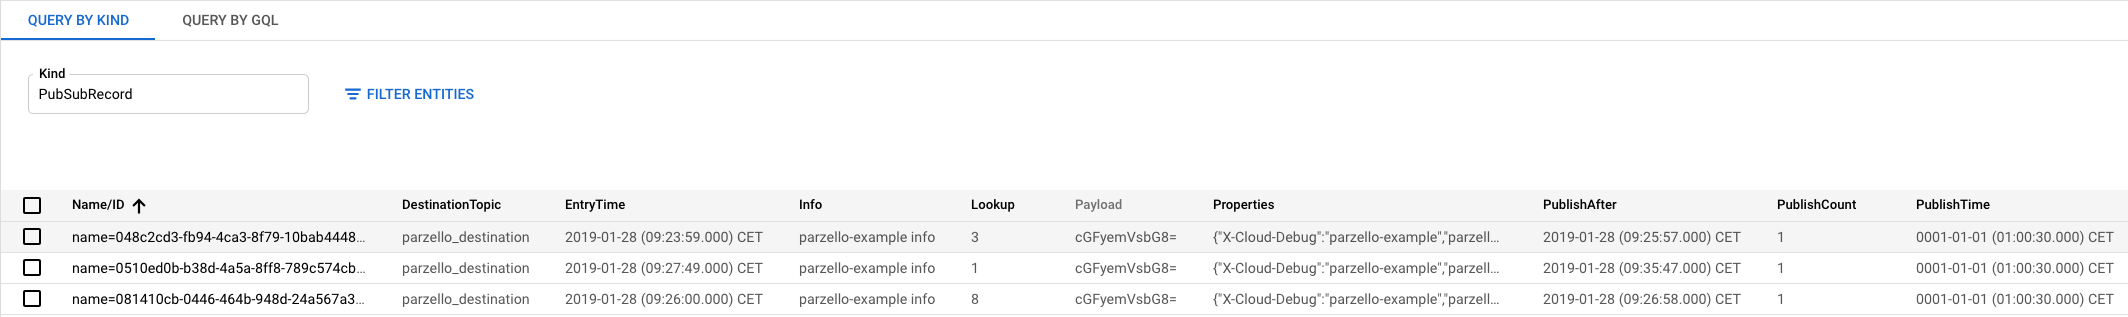 QUERY BY KIND QUERY BY GQL
Kind
PubSubRecord
FILTER ENTITIES
Name/ID DestinationTopic EntryTime Info Lookup Payload Properties PublishAfter PublishCount PublishTime
name=048c2cd3-fb94-4ca3-8f79-10bab4448... parzello_destination 2019-01-28 (09:23:59.000) CET parzello-example info 3 cGFyemVsbG8= {"X-Cloud-Debug":"parzello-example","parzell... 2019-01-28 (09:25:57.000) CET 1 0001-01-01 (01:00:30.000) CET
name=0510ed0b-b38d-4a5a-8ff8-789c574cb... parzello_destination 2019-01-28 (09:27:49.000) CET parzello-example info 1 cGFyemVsbG8= {"X-Cloud-Debug":"parzello-example","parzell... 2019-01-28 (09:35:47.000) CET 1 0001-01-01 (01:00:30.000) CET
name=081410cb-0446-464b-948d-24a567a3... parzello_destination 2019-01-28 (09:26:00.000) CET parzello-example info 8 cGFyemVsbG8= {"X-Cloud-Debug":"parzello-example","parzell... 2019-01-28 (09:26:58.000) CET 1 0001-01-01 (01:00:30.000) CET